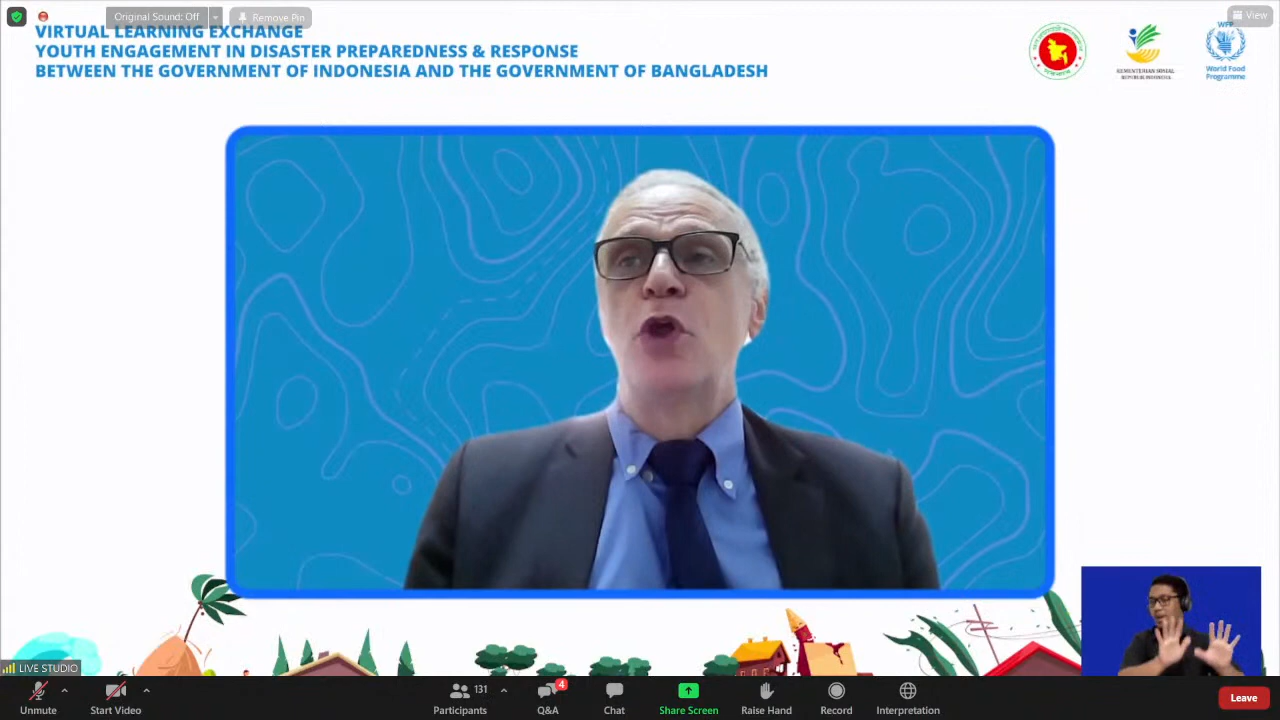 Original Sound: Off
Remove Pin
View
VIRTUAL LEARNING EXCHANGE
YOUTH ENGAGEMENT IN DISASTER PREPAREDNESS & RESPONSE
BETWEEN THE GOVERNMENT OF INDONESIA AND THE GOVERNMENT OF BANGLADESH
KEMENTERIAN SOSIAL
REPUBLIK INDONESIA
WFP
World Food
Programme
LIVE STUDIO
Unmute
Start Video
131
Participants
4
Q&A
Chat
Share Screen
Raise Hand
Record
Interpretation
Leave